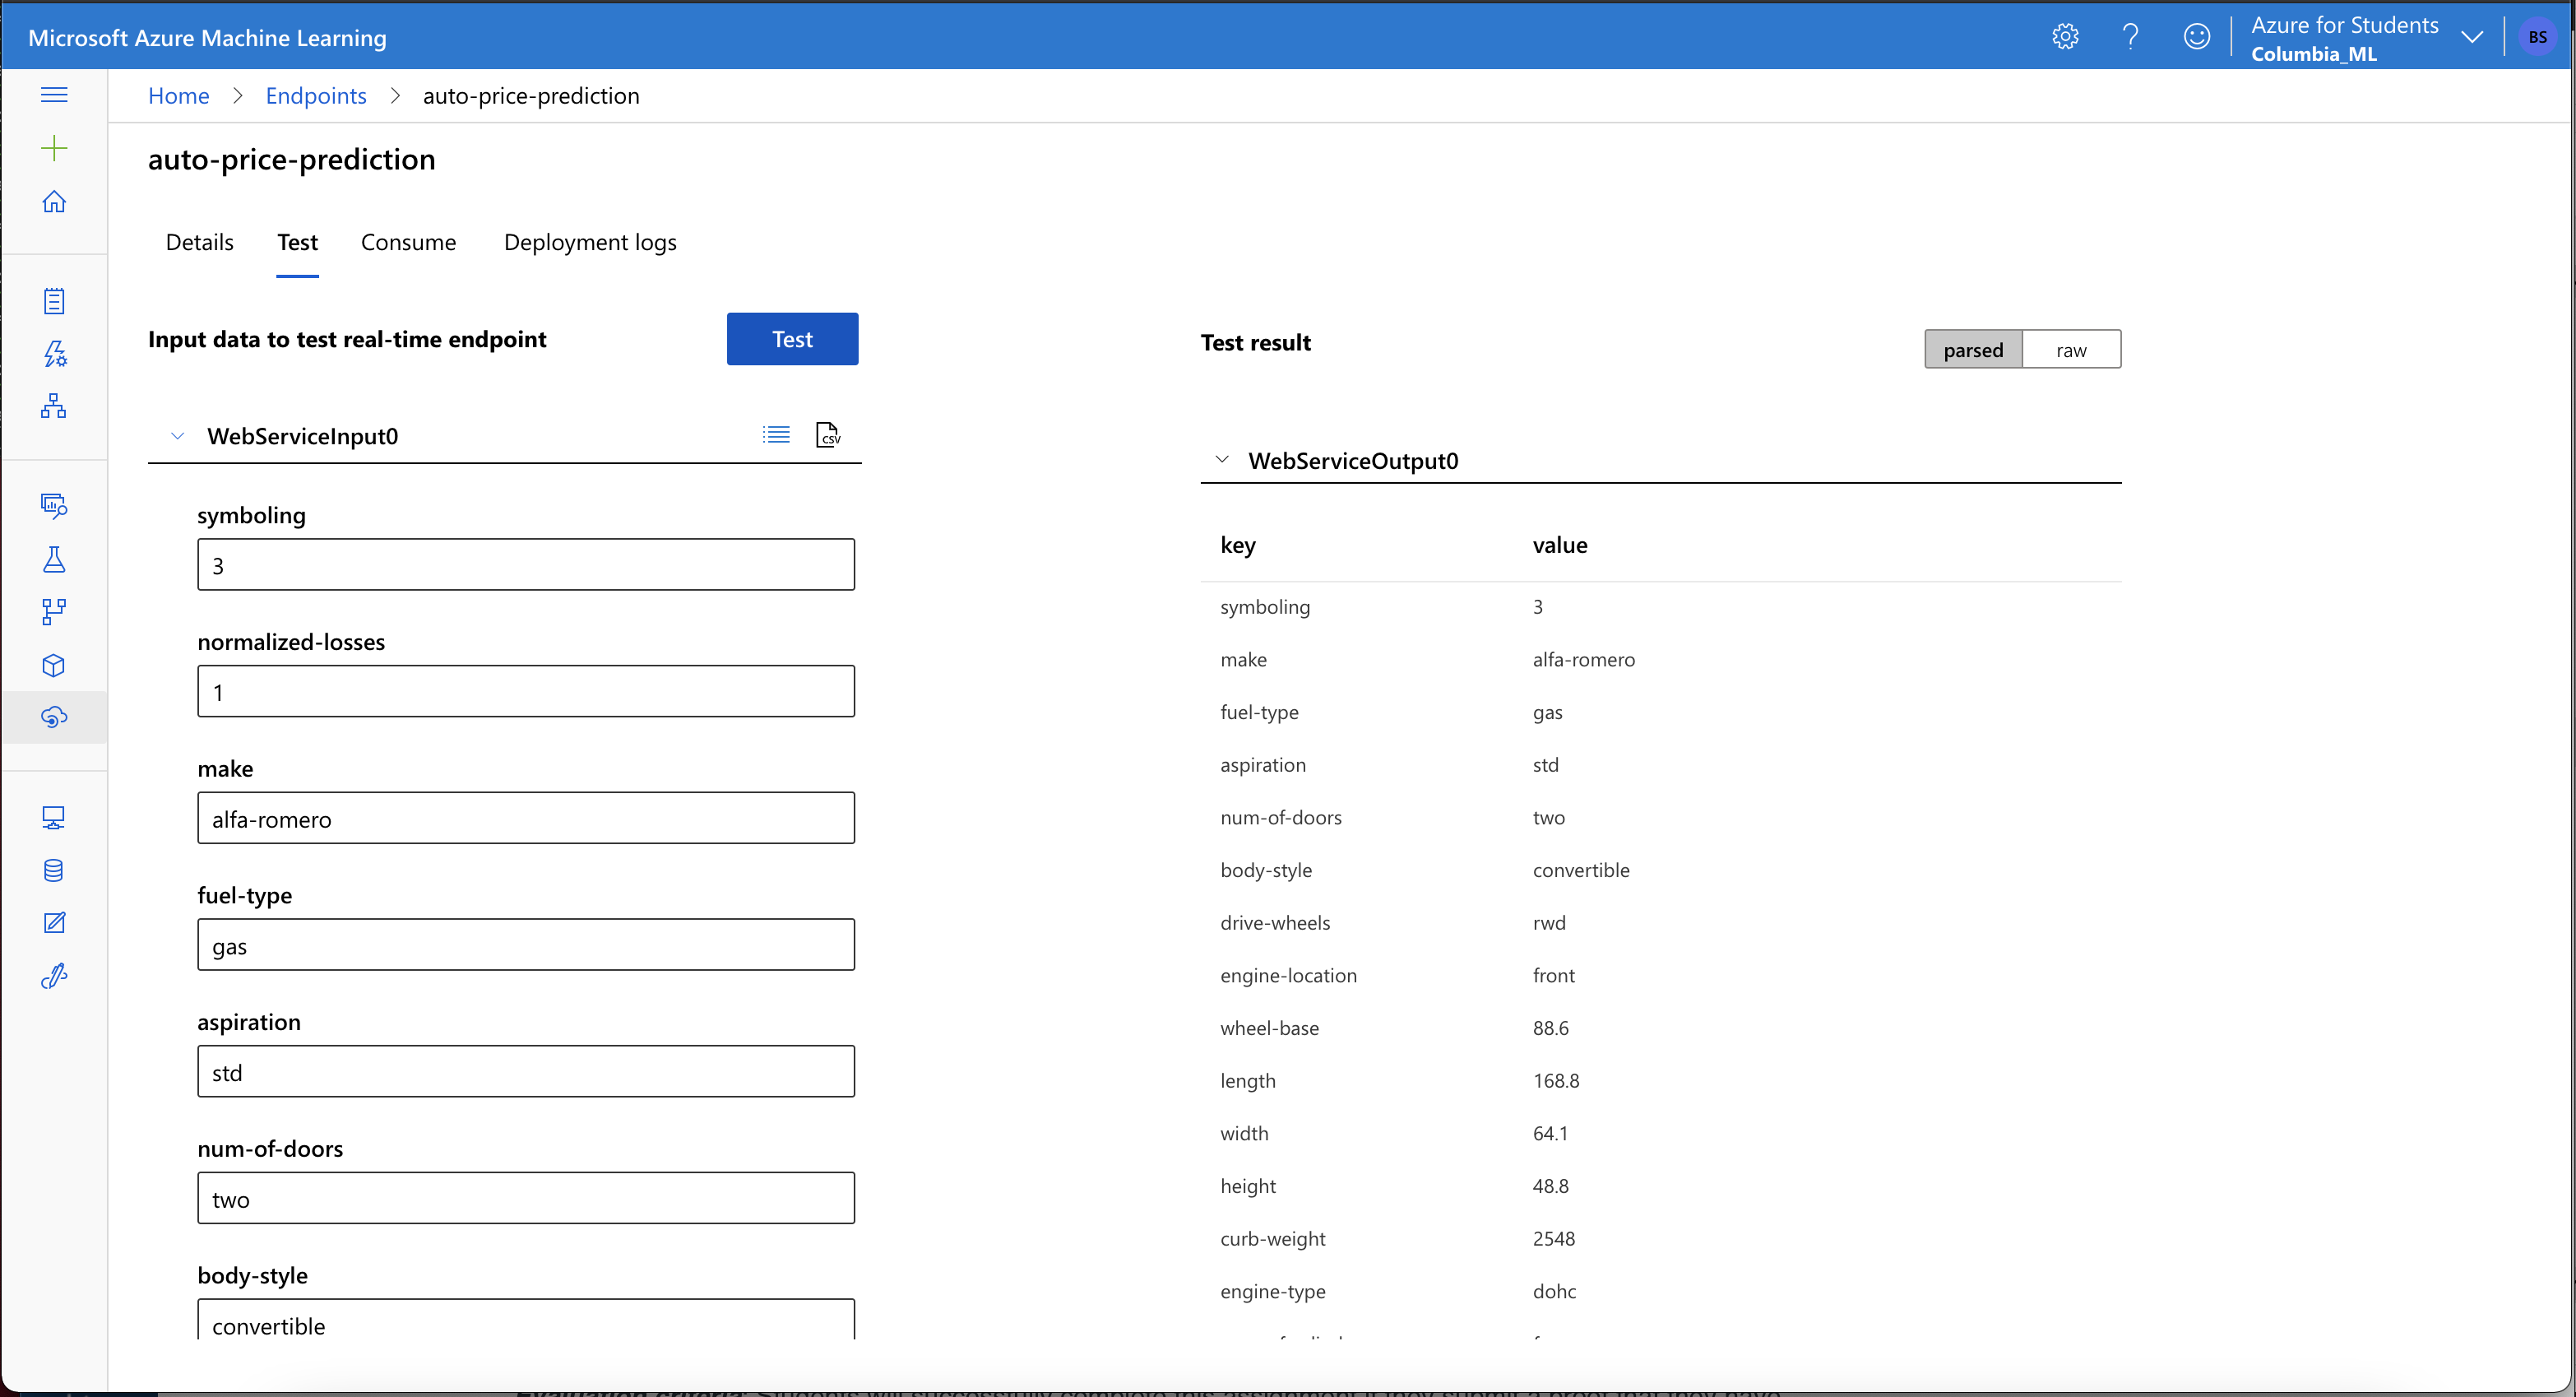 Microsoft Azure Machine Learning
Azure for Students
Columbia_ML
BS
Home > Endpoints > auto-price-prediction
auto-price-prediction
Details Test Consume Deployment logs
Input data to test real-time endpoint
Test
WebServiceInput0
CSV
symboling
3
normalized-losses
1
make
alfa-romero
fuel-type
gas
aspiration
std
num-of-doors
two
body-style
convertible
Test result
parsed raw
WebServiceOutput0
key value
symboling 3
make alfa-romero
fuel-type gas
aspiration std
num-of-doors two
body-style convertible
drive-wheels rwd
engine-location front
wheel-base 88.6
length 168.8
width 64.1
height 48.8
curb-weight 2548
engine-type dohc